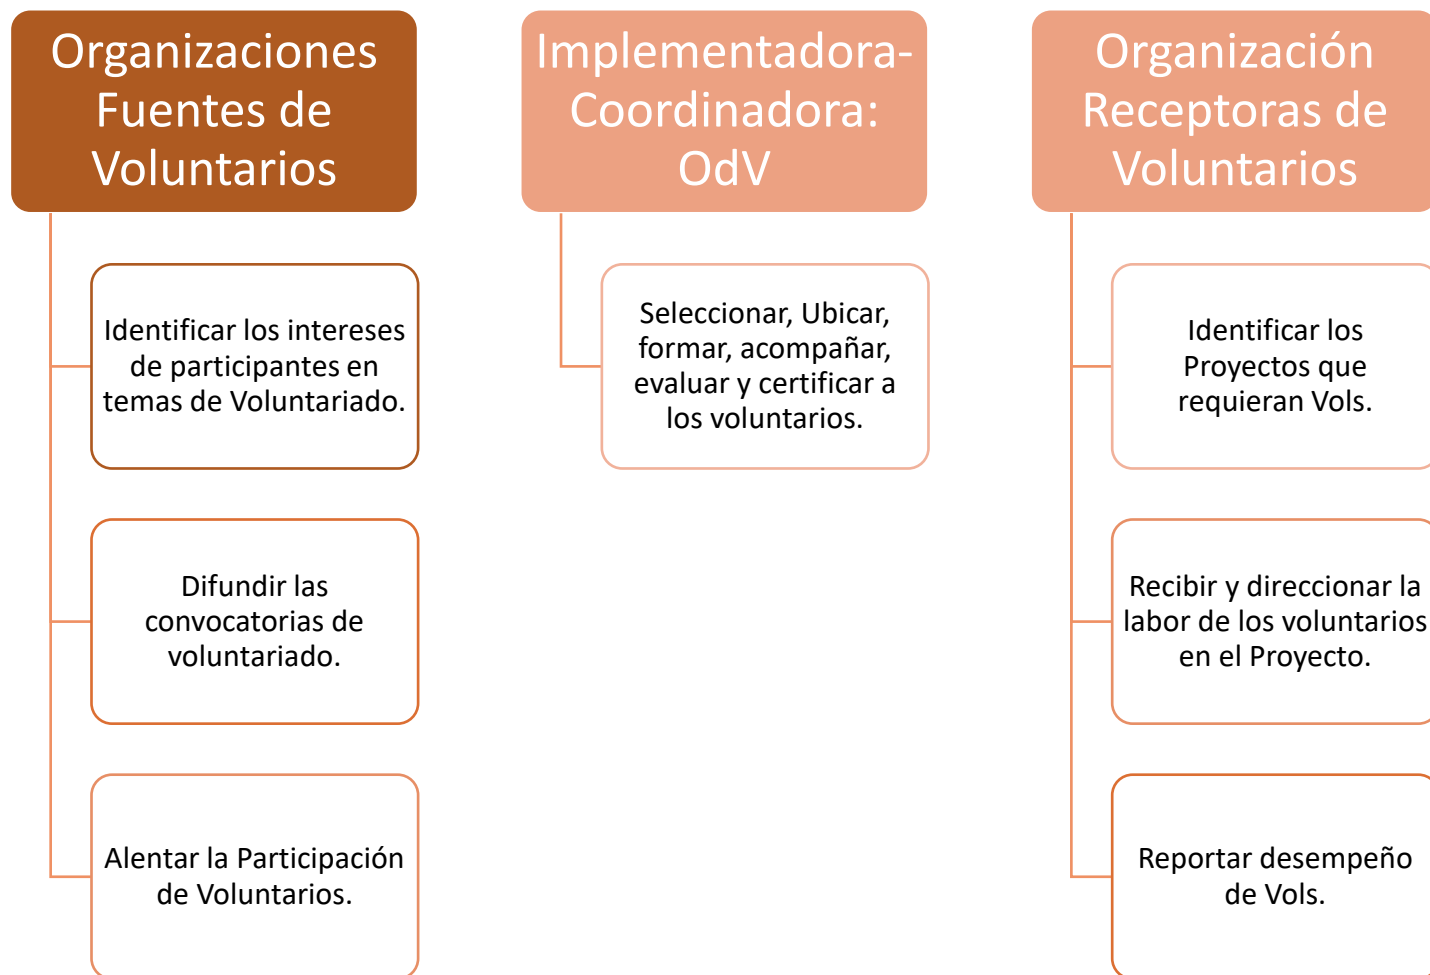 Organizaciones
Fuentes de
Voluntarios
Identificar los intereses
de participantes en
temas de Voluntariado.
Difundir las
convocatorias de
voluntariado.
Alentar la Participación
de Voluntarios.
Implementadora-
Coordinadora:
OdV
Seleccionar, Ubicar,
formar, acompañar,
evaluar y certificar a
los voluntarios.
Organización
Receptoras de
Voluntarios
Identificar los
Proyectos que
requieran Vols.
Recibir y direccionar la
labor de los voluntarios
en el Proyecto.
Reportar desempeño
de Vols.